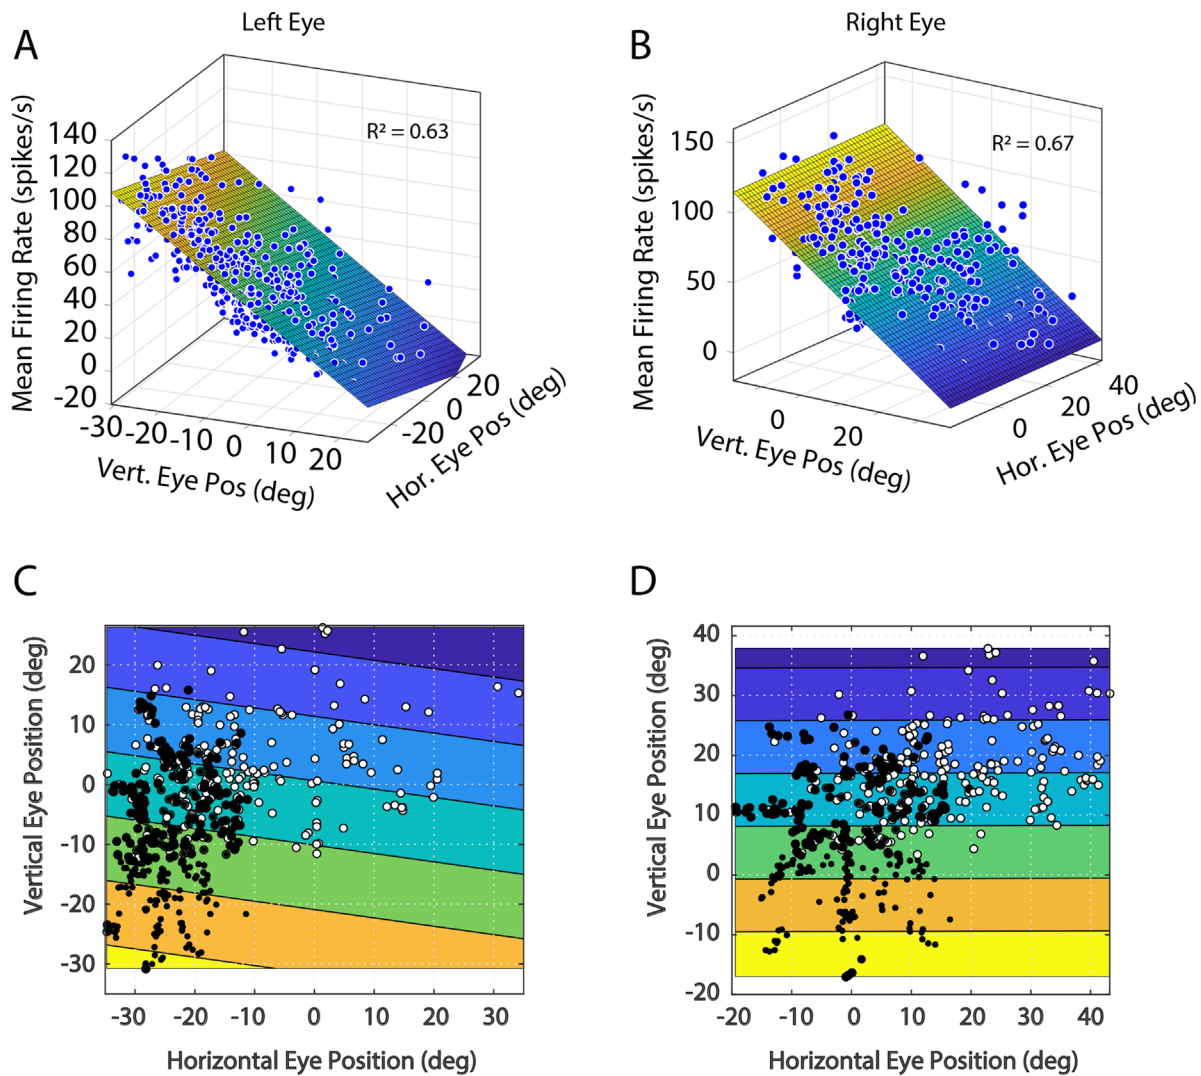 Left Eye
Right Eye
A
B
R² = 0.63
R² = 0.67
Mean Firing Rate (spikes/s)
140
120
100
80
60
40
20
0
-20
-30 -20 -10 0 10 20
Vert. Eye Pos (deg)
-20 0 20
Hor. Eye Pos (deg)
Mean Firing Rate (spikes/s)
150
100
50
0
0 20
Vert. Eye Pos (deg)
0 20 40
Hor. Eye Pos (deg)
C
D
Vertical Eye Position (deg)
20
10
0
-10
-20
-30
-30 -20 -10 0 10 20 30
Horizontal Eye Position (deg)
Vertical Eye Position (deg)
40
30
20
10
0
-10
-20
-20 -10 0 10 20 30 40
Horizontal Eye Position (deg)